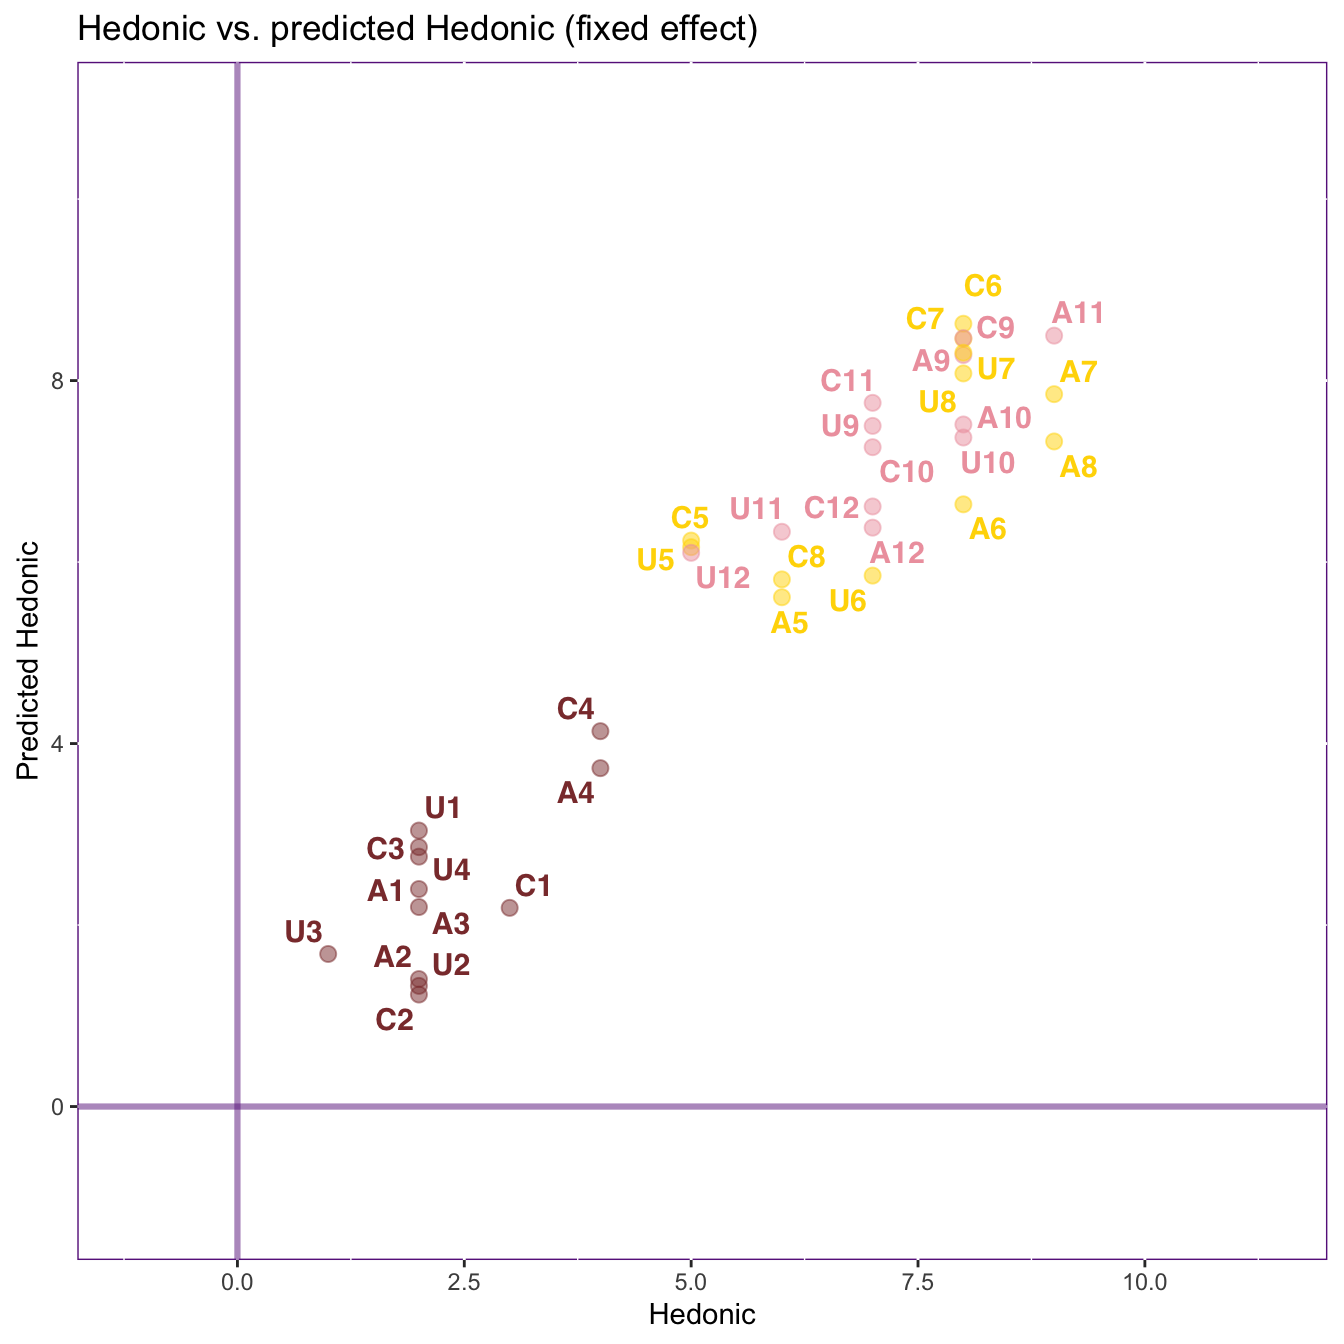 Hedonic vs. predicted Hedonic (fixed effect)
C6
C7
C9
A11
A9
U7
A7
C11
8
U8
A10
U9
U10
A8
C10
U11
C12
C5
A6
U5
C8
A12
U12
U6
A5
Predicted Hedonic
C4
4
A4
U1
C3
U4
A1
C1
A3
U3
A2
U2
C2
0
0.0
2.5
5.0
7.5
10.0
Hedonic